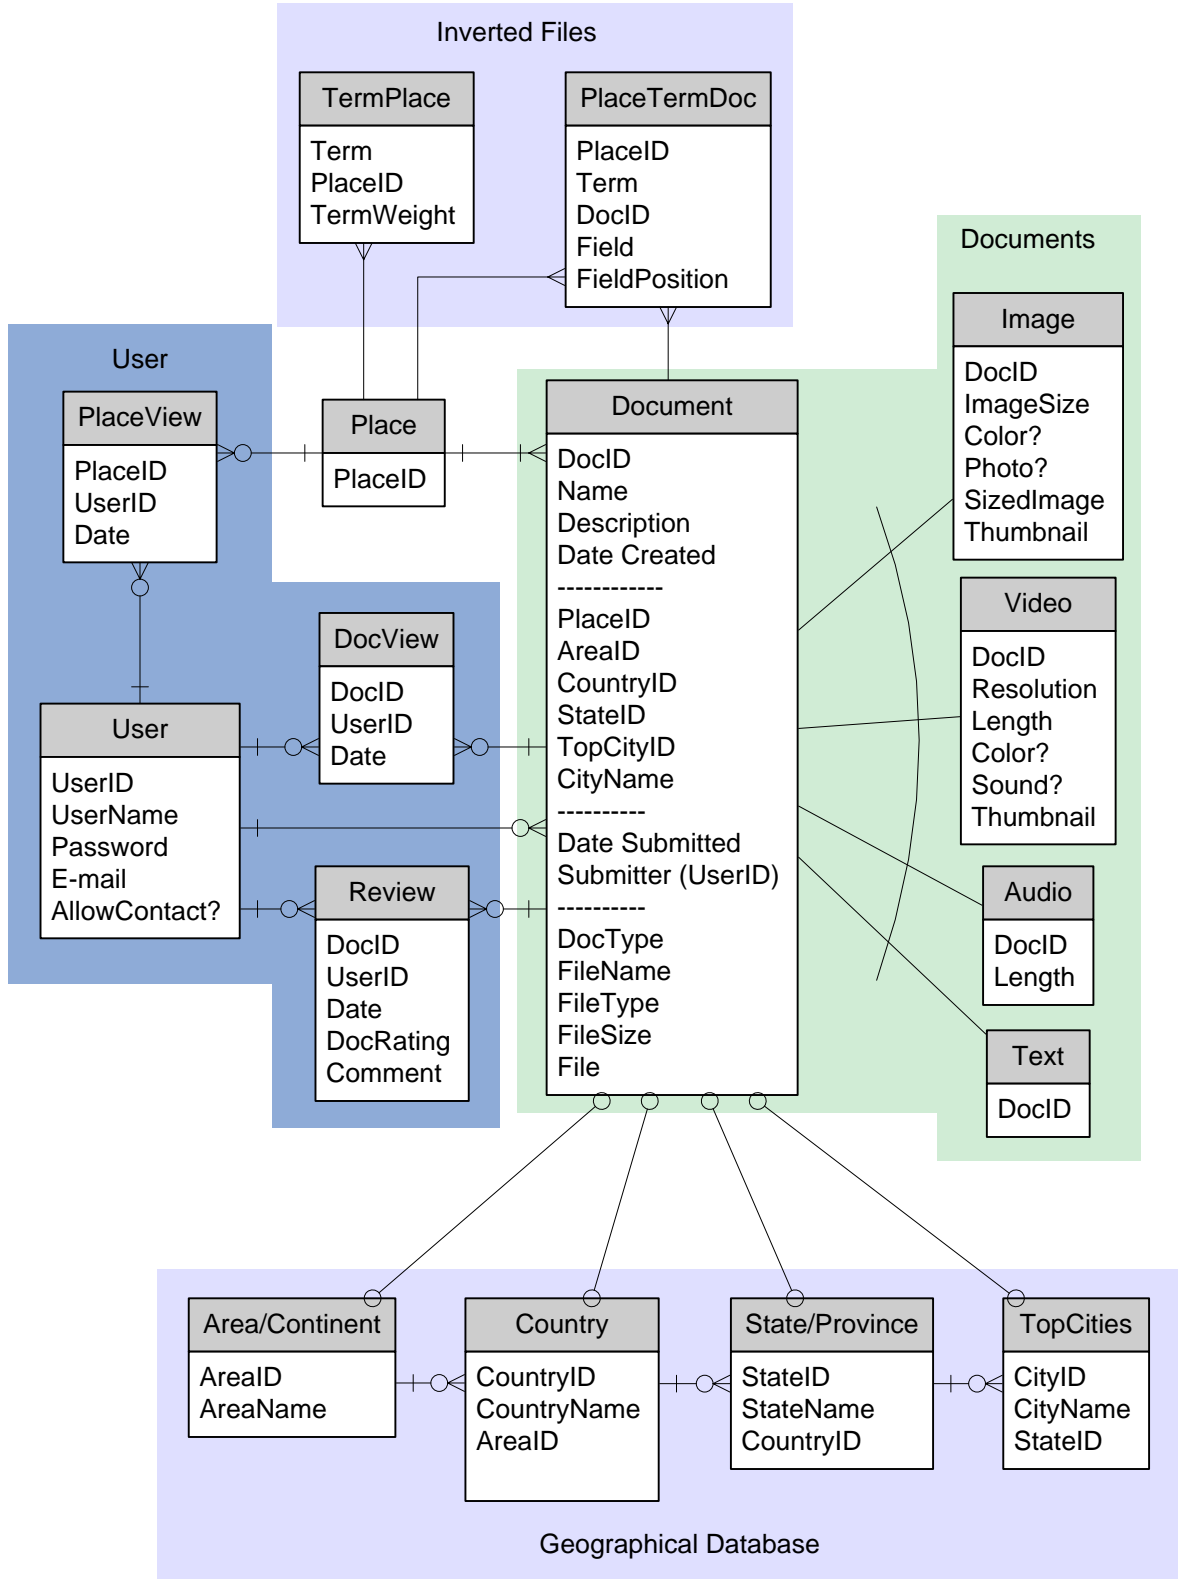 Inverted Files
TermPlace
Term
PlaceID
TermWeight
PlaceTermDoc
PlaceID
Term
DocID
Field
FieldPosition
User
PlaceView
PlaceID
UserID
Date
Place
PlaceID
DocView
DocID
UserID
Date
User
UserID
UserName
Password
E-mail
AllowContact?
Review
DocID
UserID
Date
DocRating
Comment
Documents
Document
DocID
Name
Description
Date Created
------------
PlaceID
AreaID
CountryID
StateID
TopCityID
CityName
----------
Date Submitted
Submitter (UserID)
----------
DocType
FileName
FileType
FileSize
File
Image
DocID
ImageSize
Color?
Photo?
SizedImage
Thumbnail
Video
DocID
Resolution
Length
Color?
Sound?
Thumbnail
Audio
DocID
Length
Text
DocID
Area/Continent
AreaID
AreaName
Country
CountryID
CountryName
AreaID
State/Province
StateID
StateName
CountryID
TopCities
CityID
CityName
StateID
Geographical Database